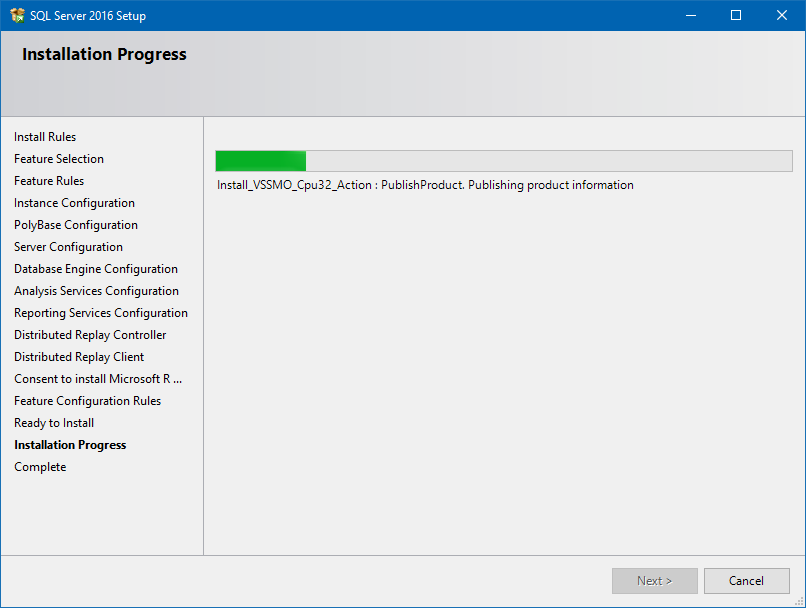 SQL Server 2016 Setup
Installation Progress
Install Rules
Feature Selection
Feature Rules
Instance Configuration
PolyBase Configuration
Server Configuration
Database Engine Configuration
Analysis Services Configuration
Reporting Services Configuration
Distributed Replay Controller
Distributed Replay Client
Consent to install Microsoft R ...
Feature Configuration Rules
Ready to Install
Installation Progress
Complete
Install_VSSMO_Cpu32_Action : PublishProduct. Publishing product information
Next >
Cancel